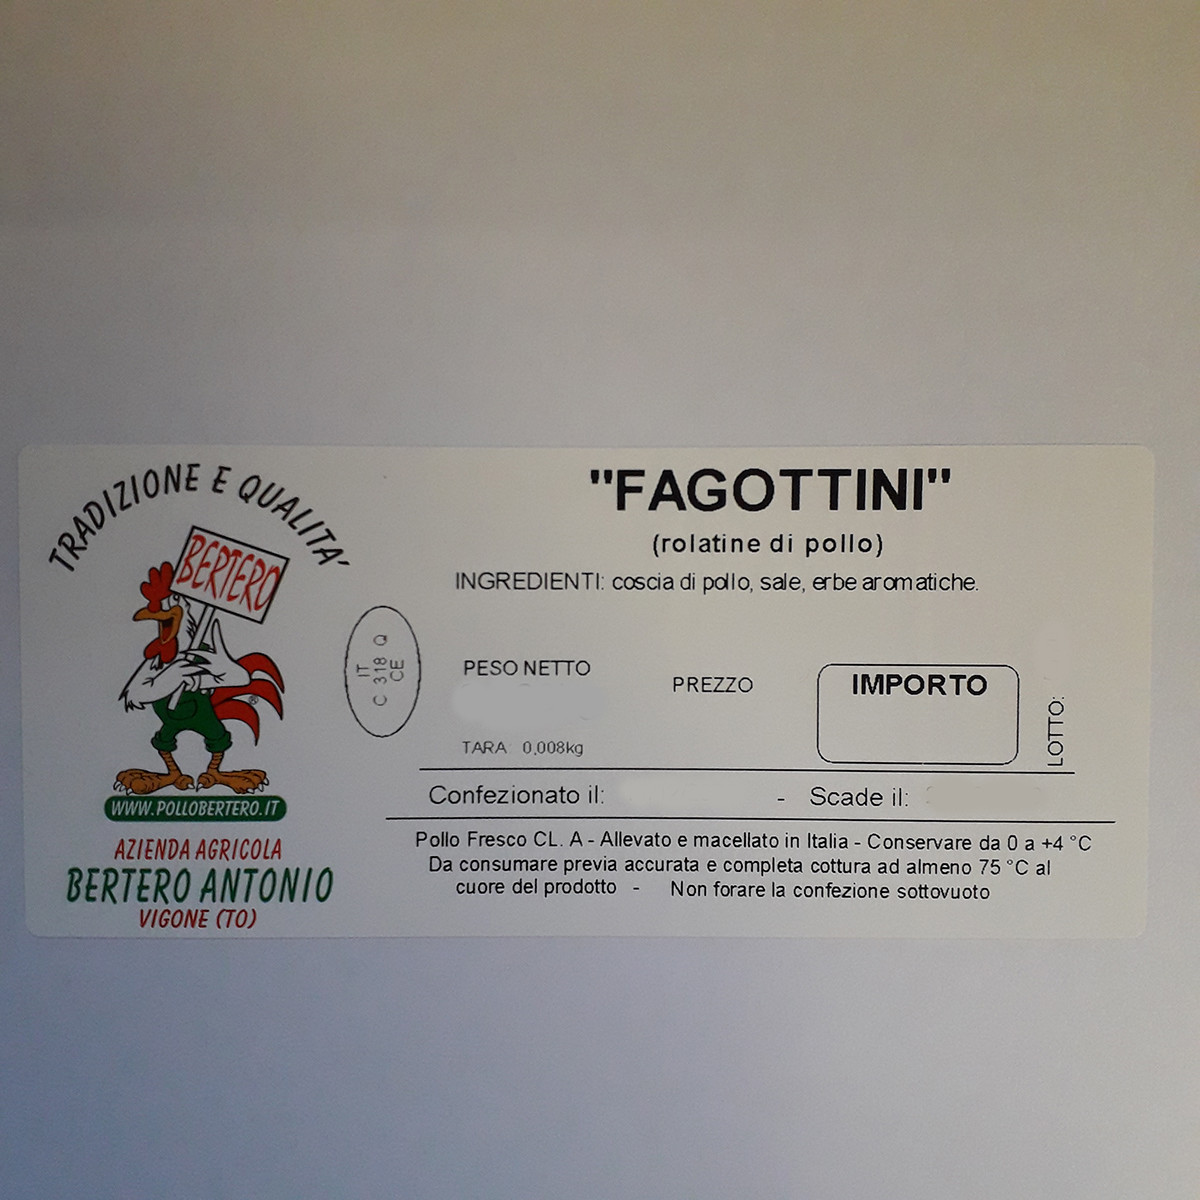 TRADIZIONE E QUALITA'
BERTERO
®
WWW.POLLOBERTERO.IT
AZIENDA AGRICOLA
BERTERO ANTONIO
VIGONE (TO)
IT
C 318 Q
CE
"FAGOTTINI"
(rolatine di pollo)
INGREDIENTI: coscia di pollo, sale, erbe aromatiche.
PESO NETTO
PREZZO
IMPORTO
LOTTO:
TARA: 0,008kg
Confezionato il: - Scade il:
Pollo Fresco CL. A - Allevato e macellato in Italia - Conservare da 0 a +4 °C
Da consumare previa accurata e completa cottura ad almeno 75 °C al
cuore del prodotto - Non forare la confezione sottovuoto